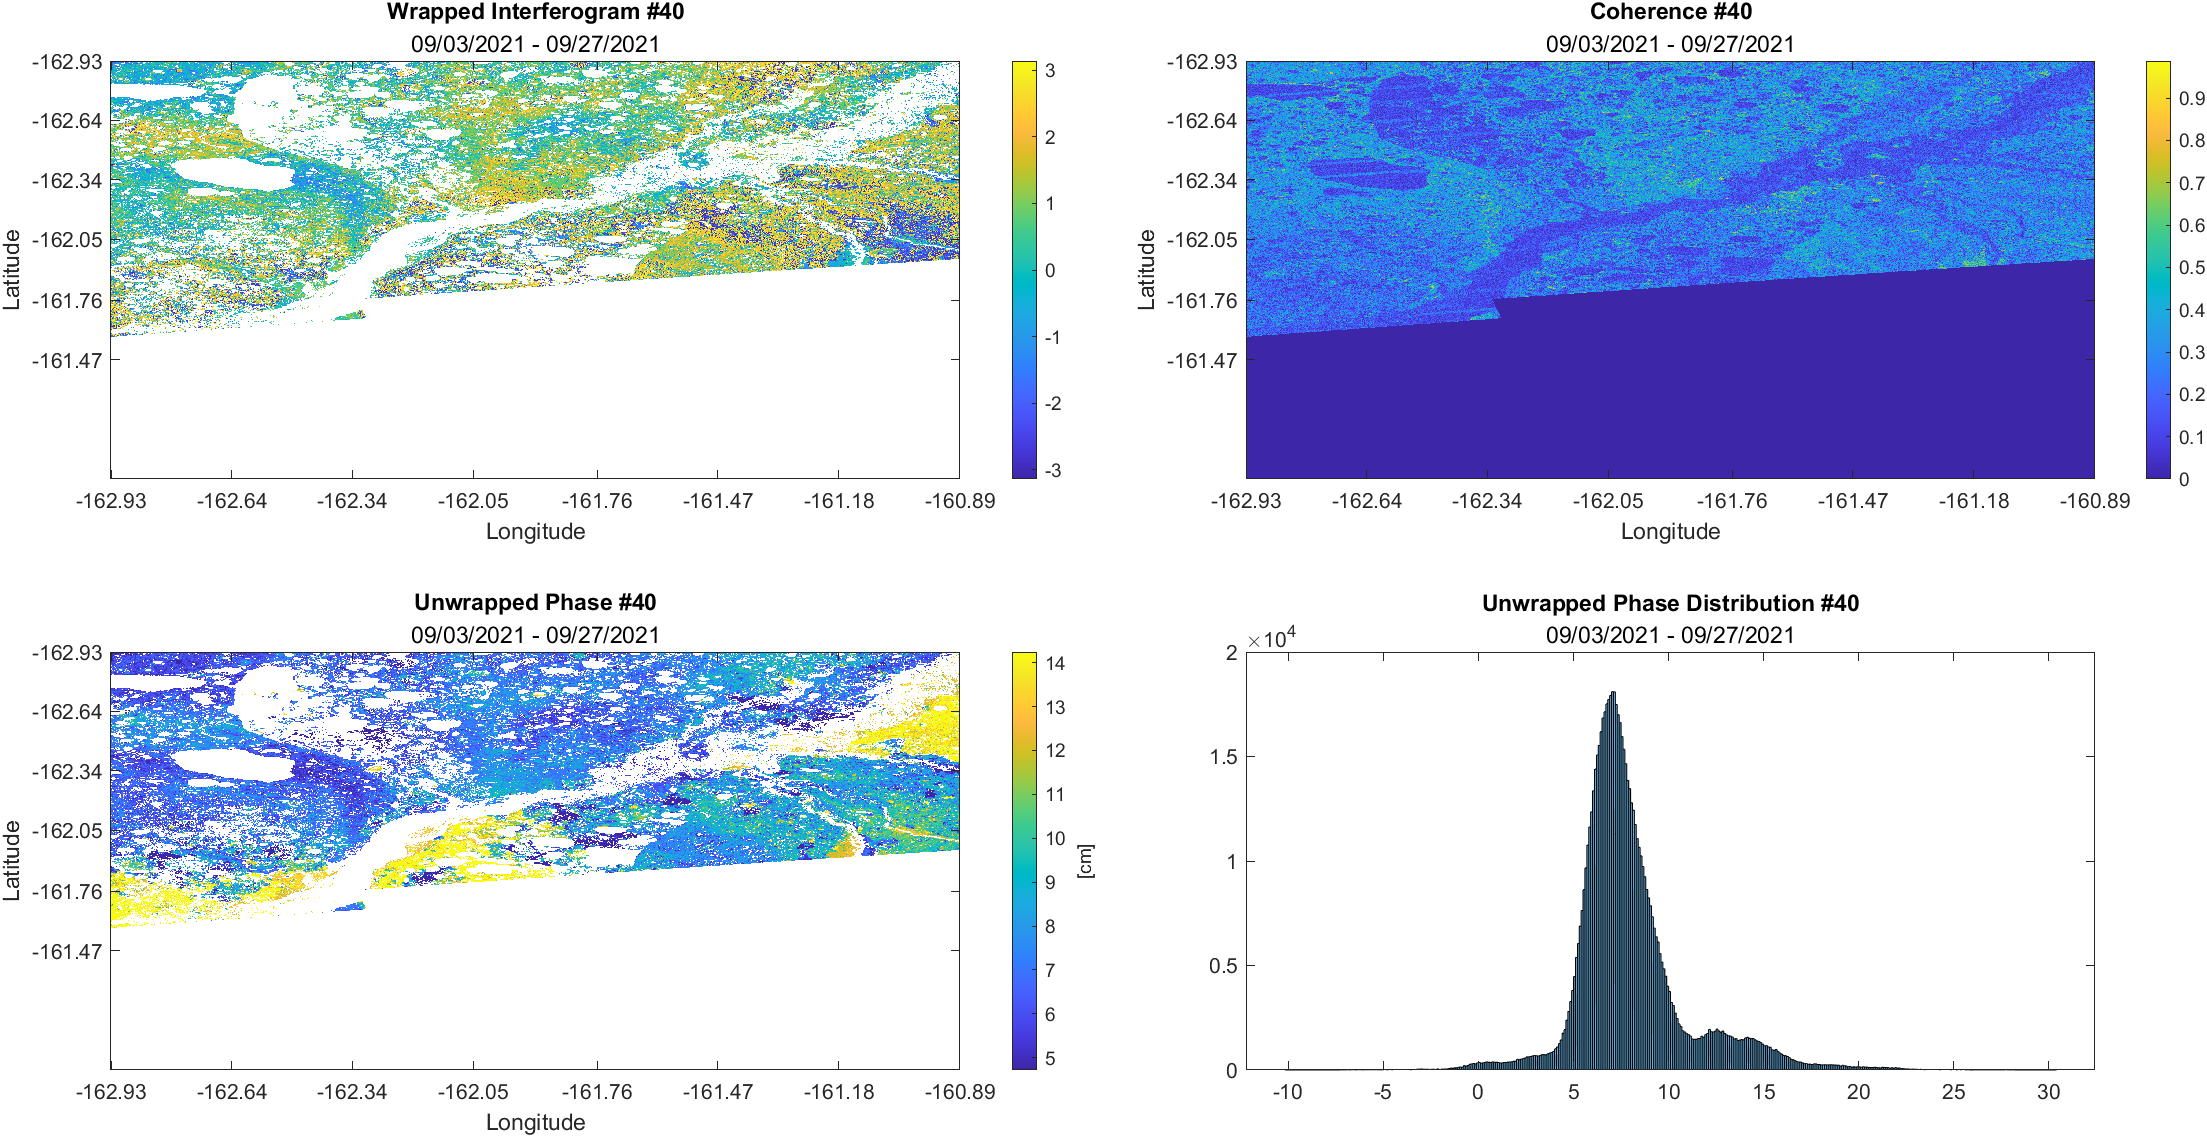 Wrapped Interferogram #40
09/03/2021 - 09/27/2021
-162.93
-162.64
-162.34
-162.05
-161.76
-161.47
Latitude
-162.93 -162.64 -162.34 -162.05 -161.76 -161.47 -161.18 -160.89
Longitude
3
2
1
0
-1
-2
-3
Coherence #40
09/03/2021 - 09/27/2021
-162.93
-162.64
-162.34
-162.05
-161.76
-161.47
Latitude
-162.93 -162.64 -162.34 -162.05 -161.76 -161.47 -161.18 -160.89
Longitude
0.9
0.8
0.7
0.6
0.5
0.4
0.3
0.2
0.1
0
Unwrapped Phase #40
09/03/2021 - 09/27/2021
-162.93
-162.64
-162.34
-162.05
-161.76
-161.47
Latitude
-162.93 -162.64 -162.34 -162.05 -161.76 -161.47 -161.18 -160.89
Longitude
14
13
12
11
10
9
8
7
6
5
[cm]
Unwrapped Phase Distribution #40
09/03/2021 - 09/27/2021
×10⁴
2
1.5
1
0.5
0
-10 -5 0 5 10 15 20 25 30